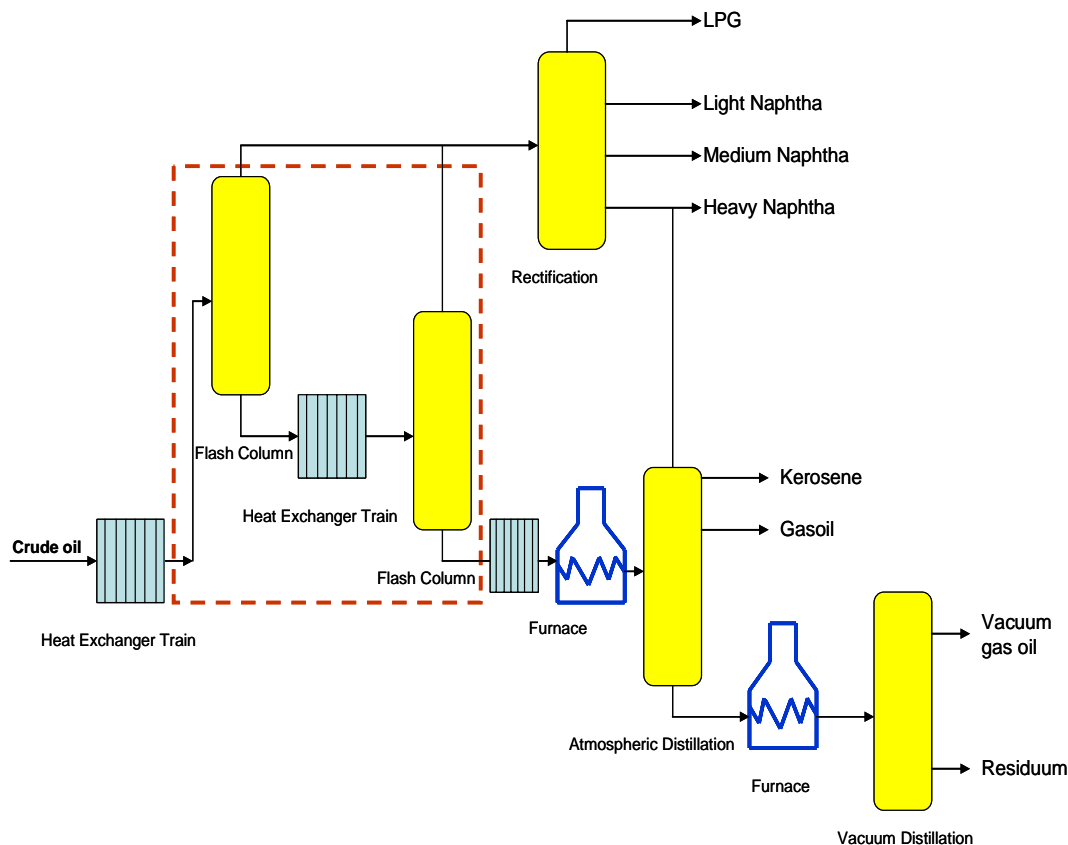 LPG
Light Naphtha
Medium Naphtha
Heavy Naphtha
Rectification
Flash Column
Kerosene
Heat Exchanger Train
Gasoil
Crude oil
Flash Column
Furnace
Heat Exchanger Train
Vacuum
gas oil
Atmospheric Distillation
Residuum
Furnace
Vacuum Distillation